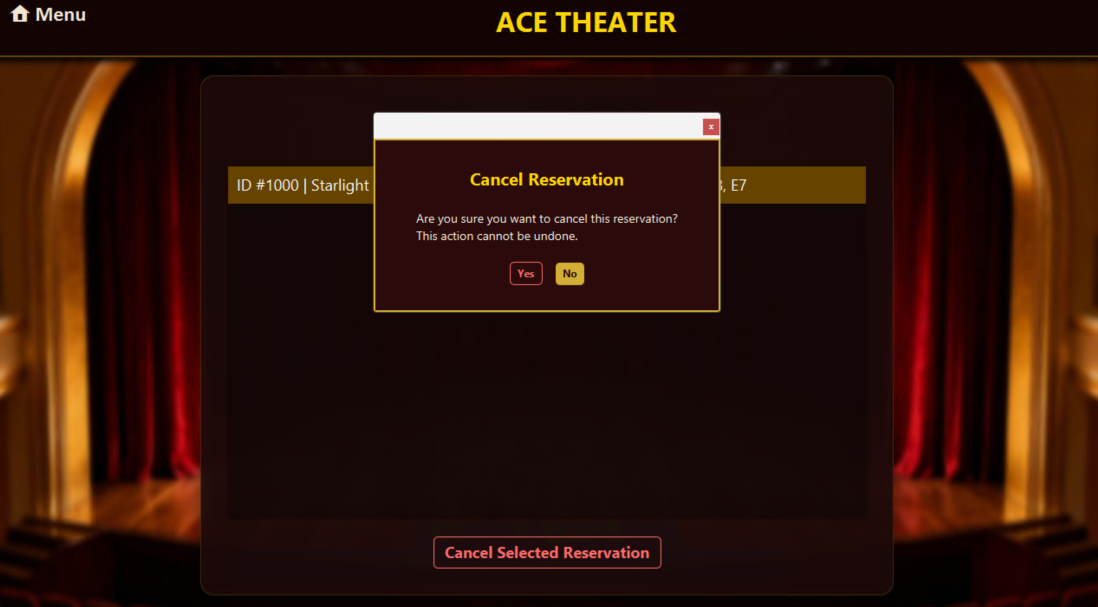 Menu
ACE THEATER
x
Cancel Reservation
ID #1000 | Starlight
, E7
Are you sure you want to cancel this reservation?
This action cannot be undone.
Yes No
Cancel Selected Reservation